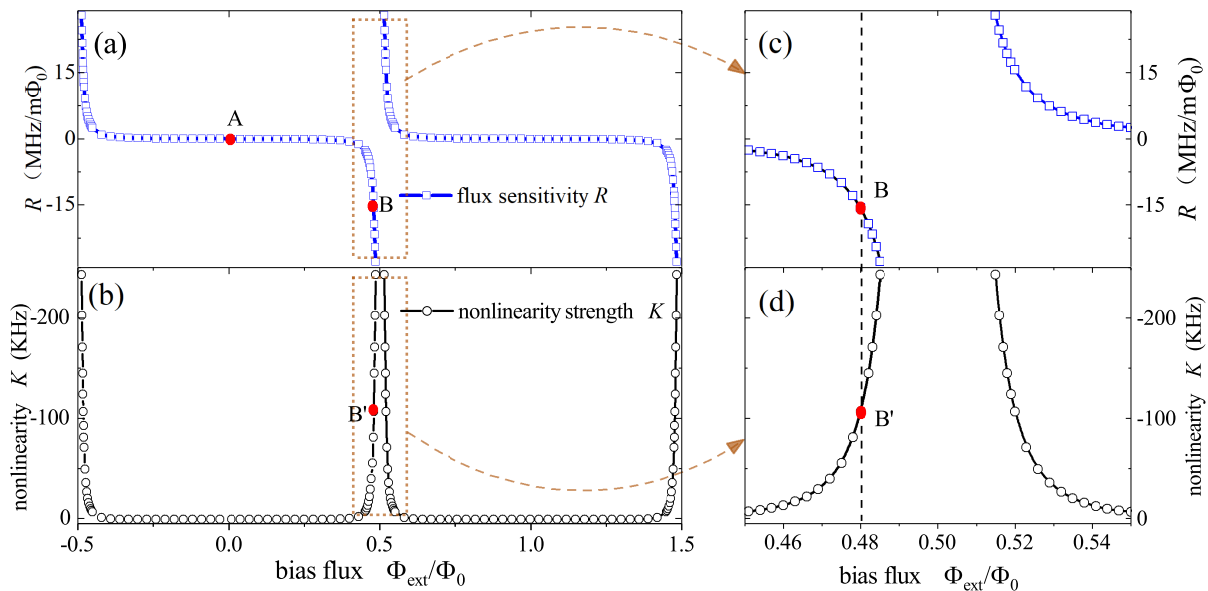 (a)
A
B
flux sensitivity R
15
0
-15
R （MHz/mΦ0）
(b)
nonlinearity strength K
B'
-200
-100
0
nonlinearity K (KHz)
-0.5
0.0
0.5
1.0
1.5
bias flux Φext/Φ0
(c)
B
15
0
-15
R （MHz/mΦ0）
(d)
B'
-200
-100
0
nonlinearity K (KHz)
0.46
0.48
0.50
0.52
0.54
bias flux Φext/Φ0